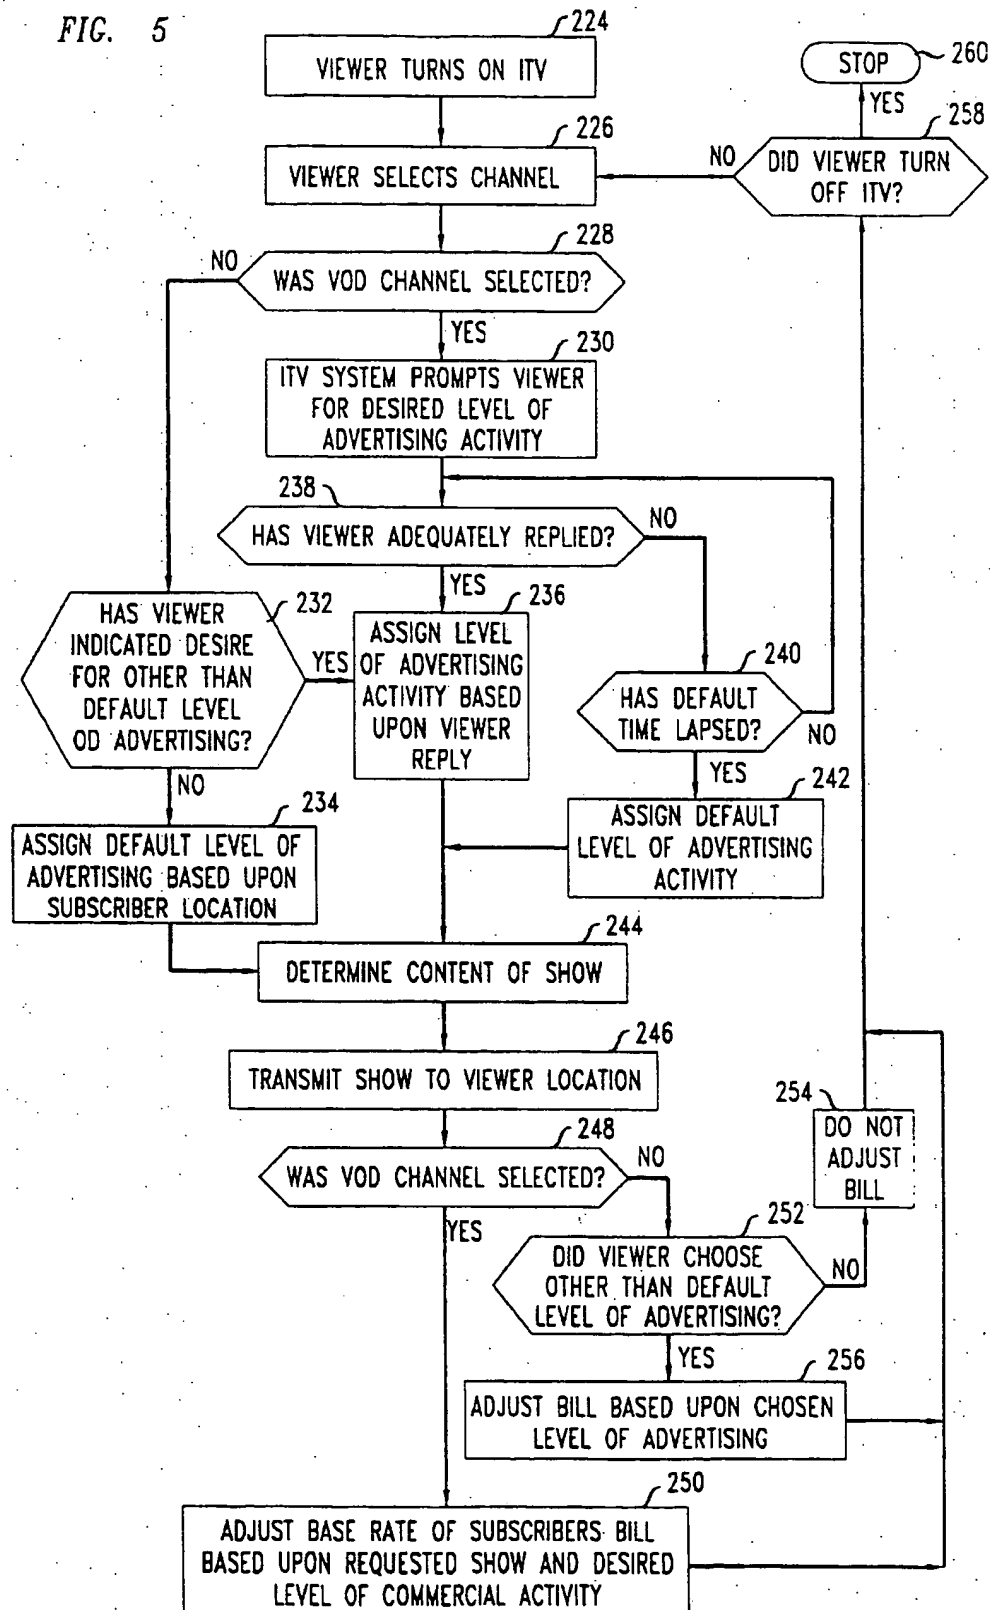 FIG. 5
224
VIEWER TURNS ON ITV
STOP
260
YES
226
VIEWER SELECTS CHANNEL
NO
258
DID VIEWER TURN
OFF ITV?
228
NO
WAS VOD CHANNEL SELECTED?
YES
230
ITV SYSTEM PROMPTS VIEWER
FOR DESIRED LEVEL OF
ADVERTISING ACTIVITY
238
HAS VIEWER ADEQUATELY REPLIED?
NO
YES
232
HAS VIEWER
INDICATED DESIRE
FOR OTHER THAN
DEFAULT LEVEL
OD ADVERTISING?
YES
NO
236
ASSIGN LEVEL
OF ADVERTISING
ACTIVITY BASED
UPON VIEWER
REPLY
240
HAS DEFAULT
TIME LAPSED?
NO
YES
242
ASSIGN DEFAULT
LEVEL OF ADVERTISING
ACTIVITY
234
ASSIGN DEFAULT LEVEL OF
ADVERTISING BASED UPON
SUBSCRIBER LOCATION
244
DETERMINE CONTENT OF SHOW
246
TRANSMIT SHOW TO VIEWER LOCATION
248
WAS VOD CHANNEL SELECTED?
NO
YES
254
DO NOT
ADJUST
BILL
252
DID VIEWER CHOOSE
OTHER THAN DEFAULT
LEVEL OF ADVERTISING?
NO
YES
256
ADJUST BILL BASED UPON CHOSEN
LEVEL OF ADVERTISING
250
ADJUST BASE RATE OF SUBSCRIBERS BILL
BASED UPON REQUESTED SHOW AND DESIRED
LEVEL OF COMMERCIAL ACTIVITY